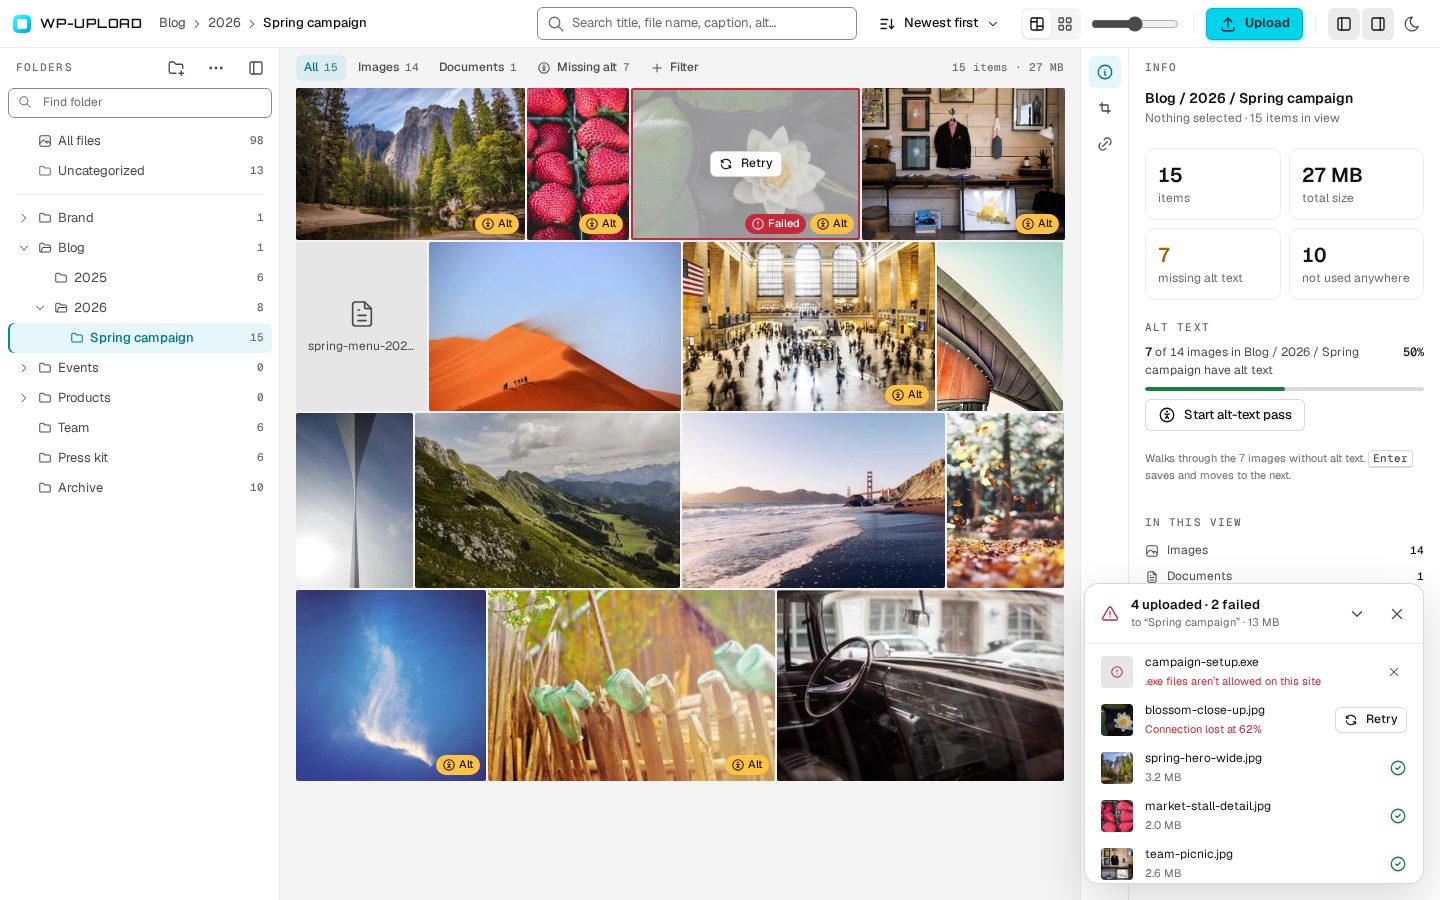 WP-UPLOAD
Blog > 2026 > Spring campaign
Search title, file name, caption, alt...
Newest first
Upload
FOLDERS
Find folder
All files 98
Uncategorized 13
Brand 1
Blog 1
2025 6
2026 8
Spring campaign 15
Events 0
Products 0
Team 6
Press kit 6
Archive 10
All 15
Images 14
Documents 1
Missing alt 7
Filter
15 items · 27 MB
Alt
Alt
Retry
Failed
Alt
Alt
spring-menu-202...
Alt
Alt
Alt
INFO
Blog / 2026 / Spring campaign
Nothing selected · 15 items in view
15
items
27 MB
total size
7
missing alt text
10
not used anywhere
ALT TEXT
7 of 14 images in Blog / 2026 / Spring
campaign have alt text
50%
Start alt-text pass
Walks through the 7 images without alt text. Enter
saves and moves to the next.
IN THIS VIEW
Images 14
Documents 1
4 uploaded · 2 failed
to “Spring campaign” · 13 MB
campaign-setup.exe
.exe files aren’t allowed on this site
blossom-close-up.jpg
Connection lost at 62%
Retry
spring-hero-wide.jpg
3.2 MB
market-stall-detail.jpg
2.0 MB
team-picnic.jpg
2.6 MB